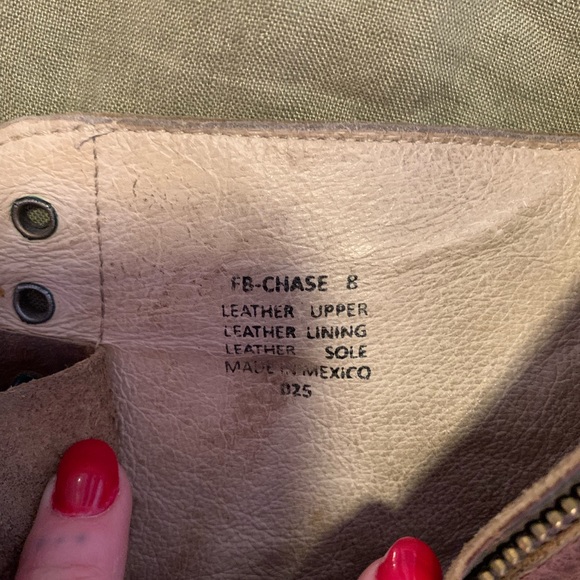 FB-CHASE 8
LEATHER UPPER
LEATHER LINING
LEATHER SOLE
MADE IN MEXICO
025